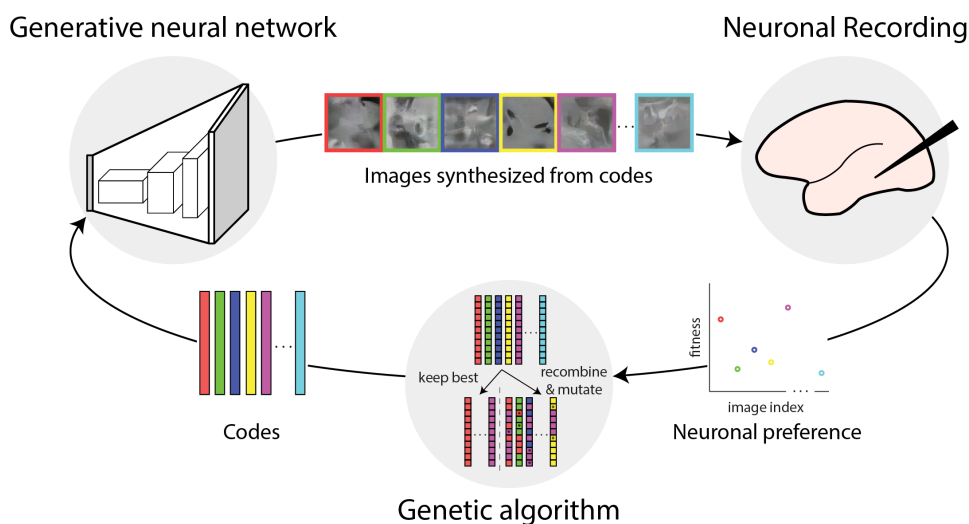 Generative neural network
Neuronal Recording
Images synthesized from codes
fitness
image index
Neuronal preference
keep best
recombine
& mutate
Codes
Genetic algorithm